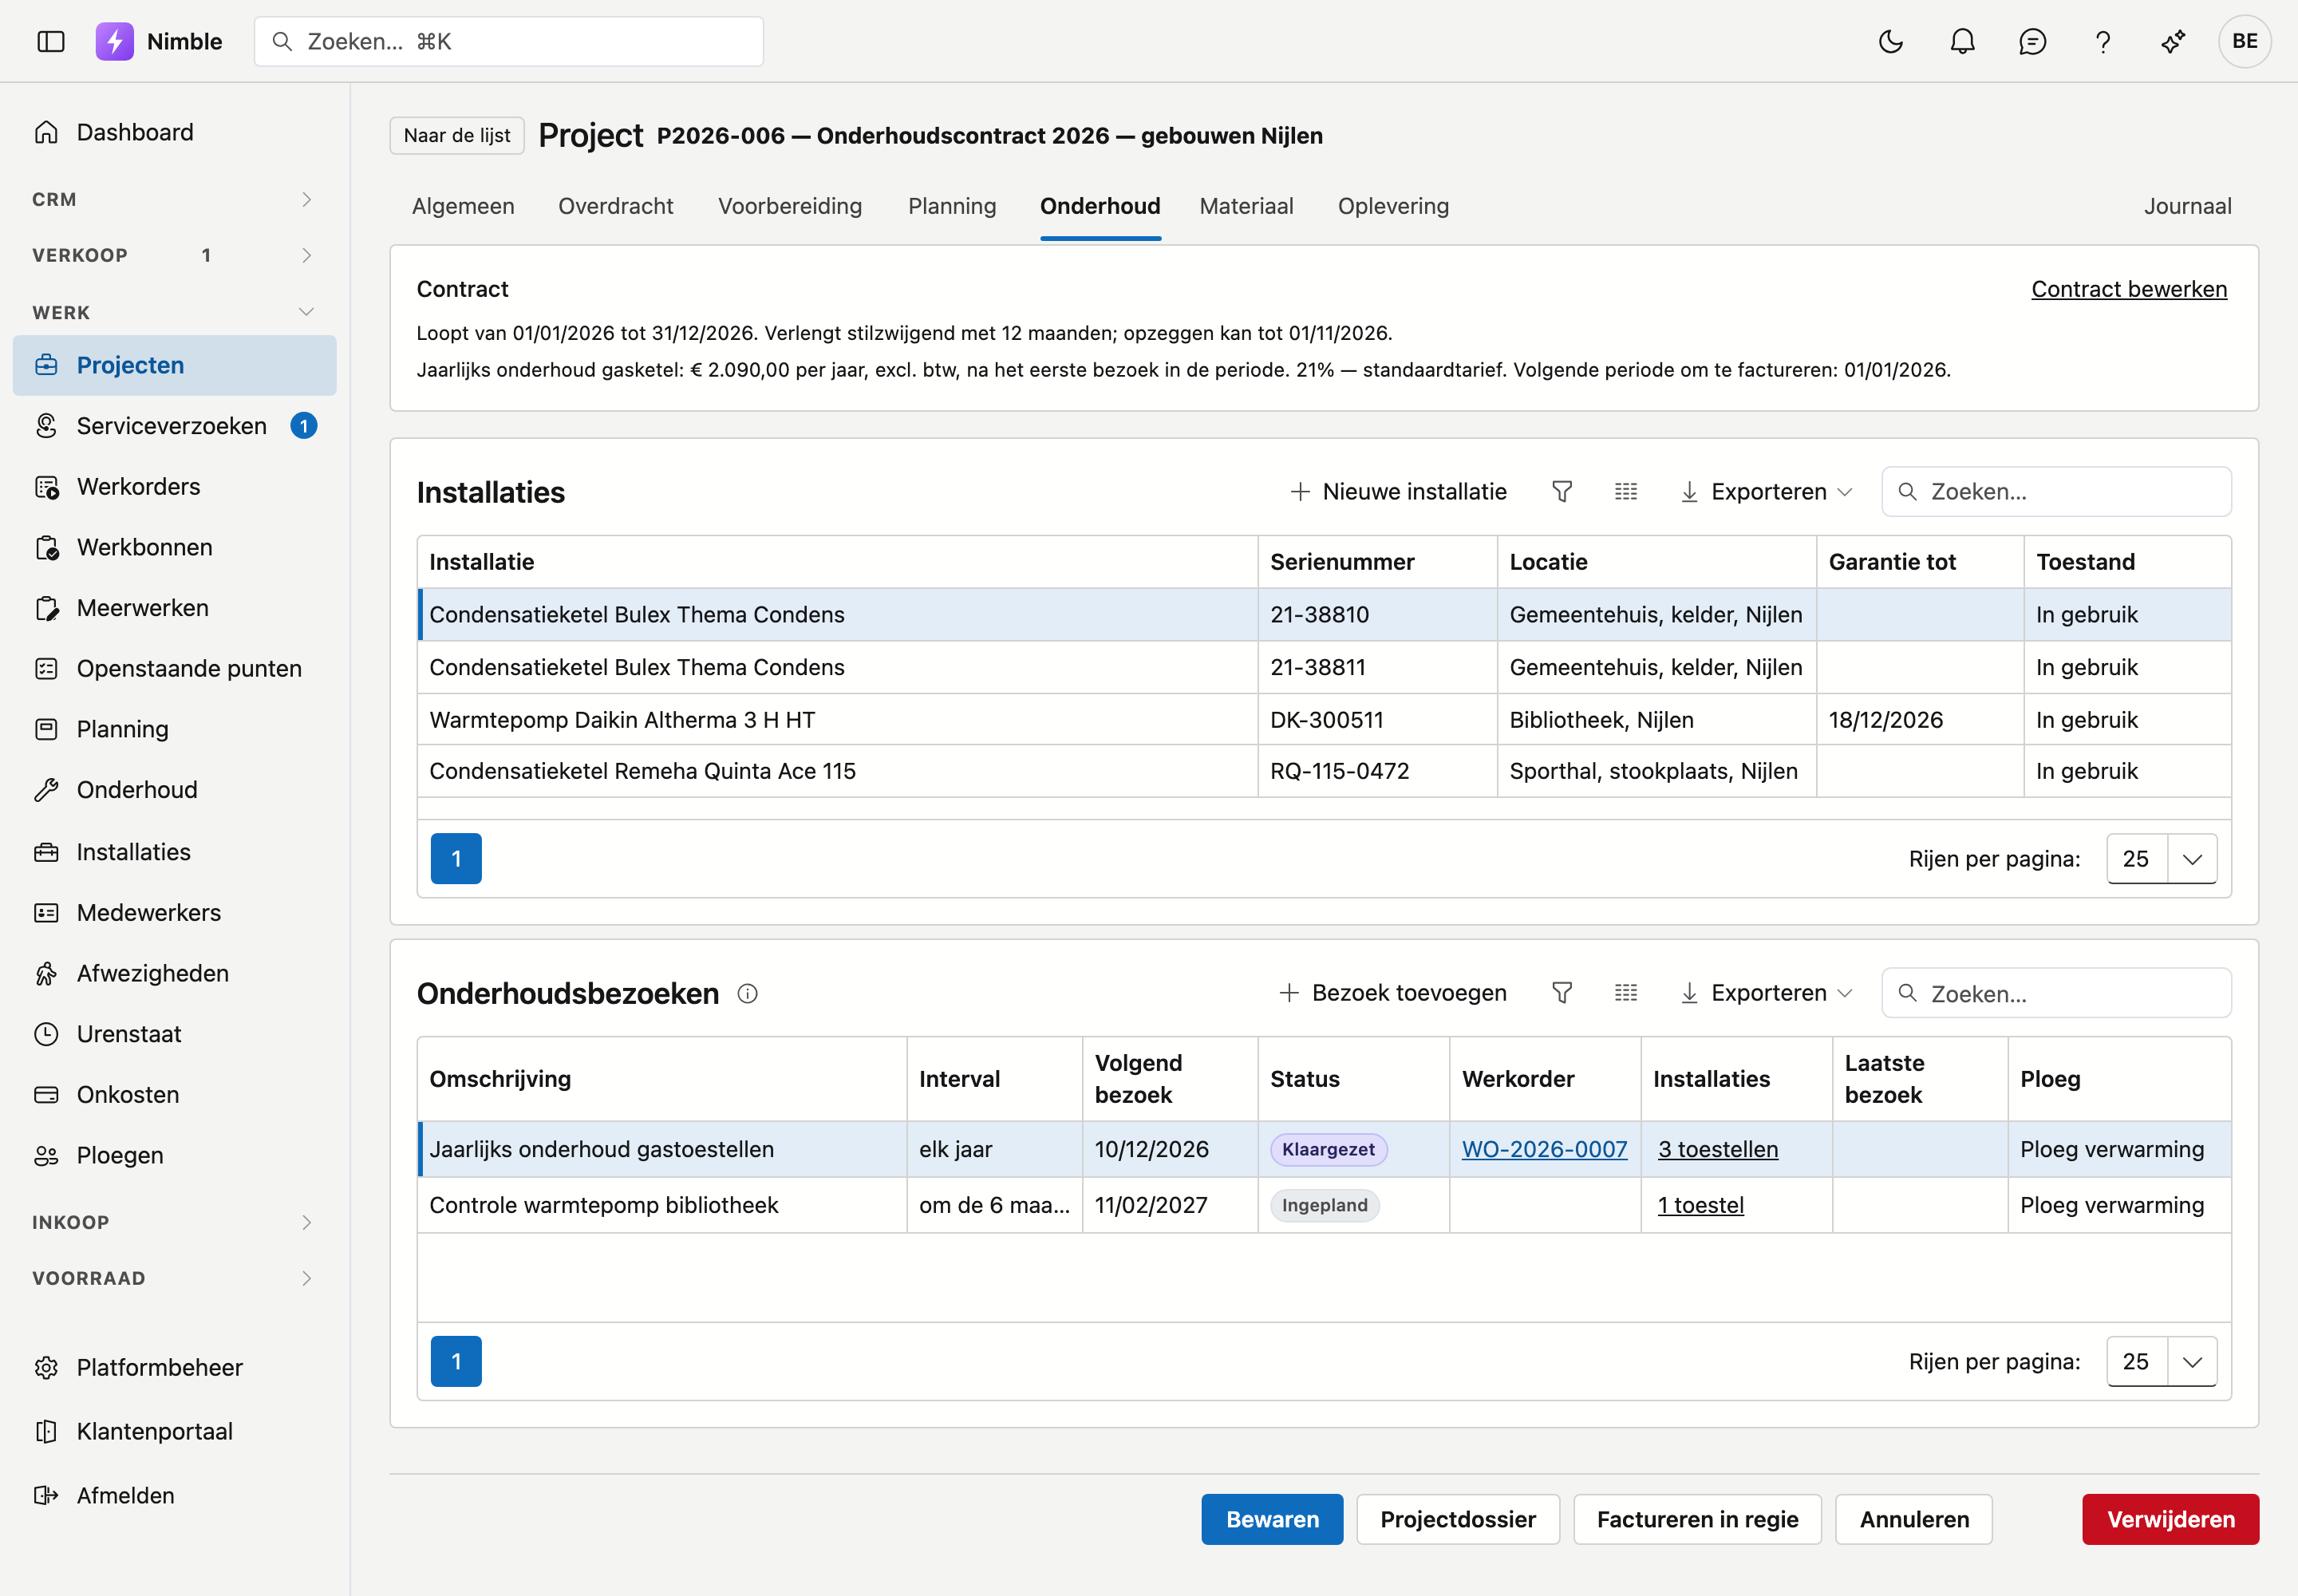 Nimble
Zoeken... ⌘K
BE
Dashboard
CRM
VERKOOP 1
WERK
Projecten
Serviceverzoeken 1
Werkorders
Werkbonnen
Meerwerken
Openstaande punten
Planning
Onderhoud
Installaties
Medewerkers
Afwezigheden
Urenstaat
Onkosten
Ploegen
INKOOP
VOORRAAD
Platformbeheer
Klantenportaal
Afmelden
Naar de lijst Project P2026-006 — Onderhoudscontract 2026 — gebouwen Nijlen
Algemeen Overdracht Voorbereiding Planning Onderhoud Materiaal Oplevering Journaal
Contract Contract bewerken
Loopt van 01/01/2026 tot 31/12/2026. Verlengt stilzwijgend met 12 maanden; opzeggen kan tot 01/11/2026.
Jaarlijks onderhoud gasketel: € 2.090,00 per jaar, excl. btw, na het eerste bezoek in de periode. 21% — standaardtarief. Volgende periode om te factureren: 01/01/2026.
Installaties Nieuwe installatie Exporteren Zoeken...
Installatie Serienummer Locatie Garantie tot Toestand
Condensatieketel Bulex Thema Condens 21-38810 Gemeentehuis, kelder, Nijlen In gebruik
Condensatieketel Bulex Thema Condens 21-38811 Gemeentehuis, kelder, Nijlen In gebruik
Warmtepomp Daikin Altherma 3 H HT DK-300511 Bibliotheek, Nijlen 18/12/2026 In gebruik
Condensatieketel Remeha Quinta Ace 115 RQ-115-0472 Sporthal, stookplaats, Nijlen In gebruik
1 Rijen per pagina: 25
Onderhoudsbezoeken Bezoek toevoegen Exporteren Zoeken...
Omschrijving Interval Volgend bezoek Status Werkorder Installaties Laatste bezoek Ploeg
Jaarlijks onderhoud gastoestellen elk jaar 10/12/2026 Klaargezet WO-2026-0007 3 toestellen Ploeg verwarming
Controle warmtepomp bibliotheek om de 6 maa... 11/02/2027 Ingepland 1 toestel Ploeg verwarming
1 Rijen per pagina: 25
Bewaren Projectdossier Factureren in regie Annuleren Verwijderen